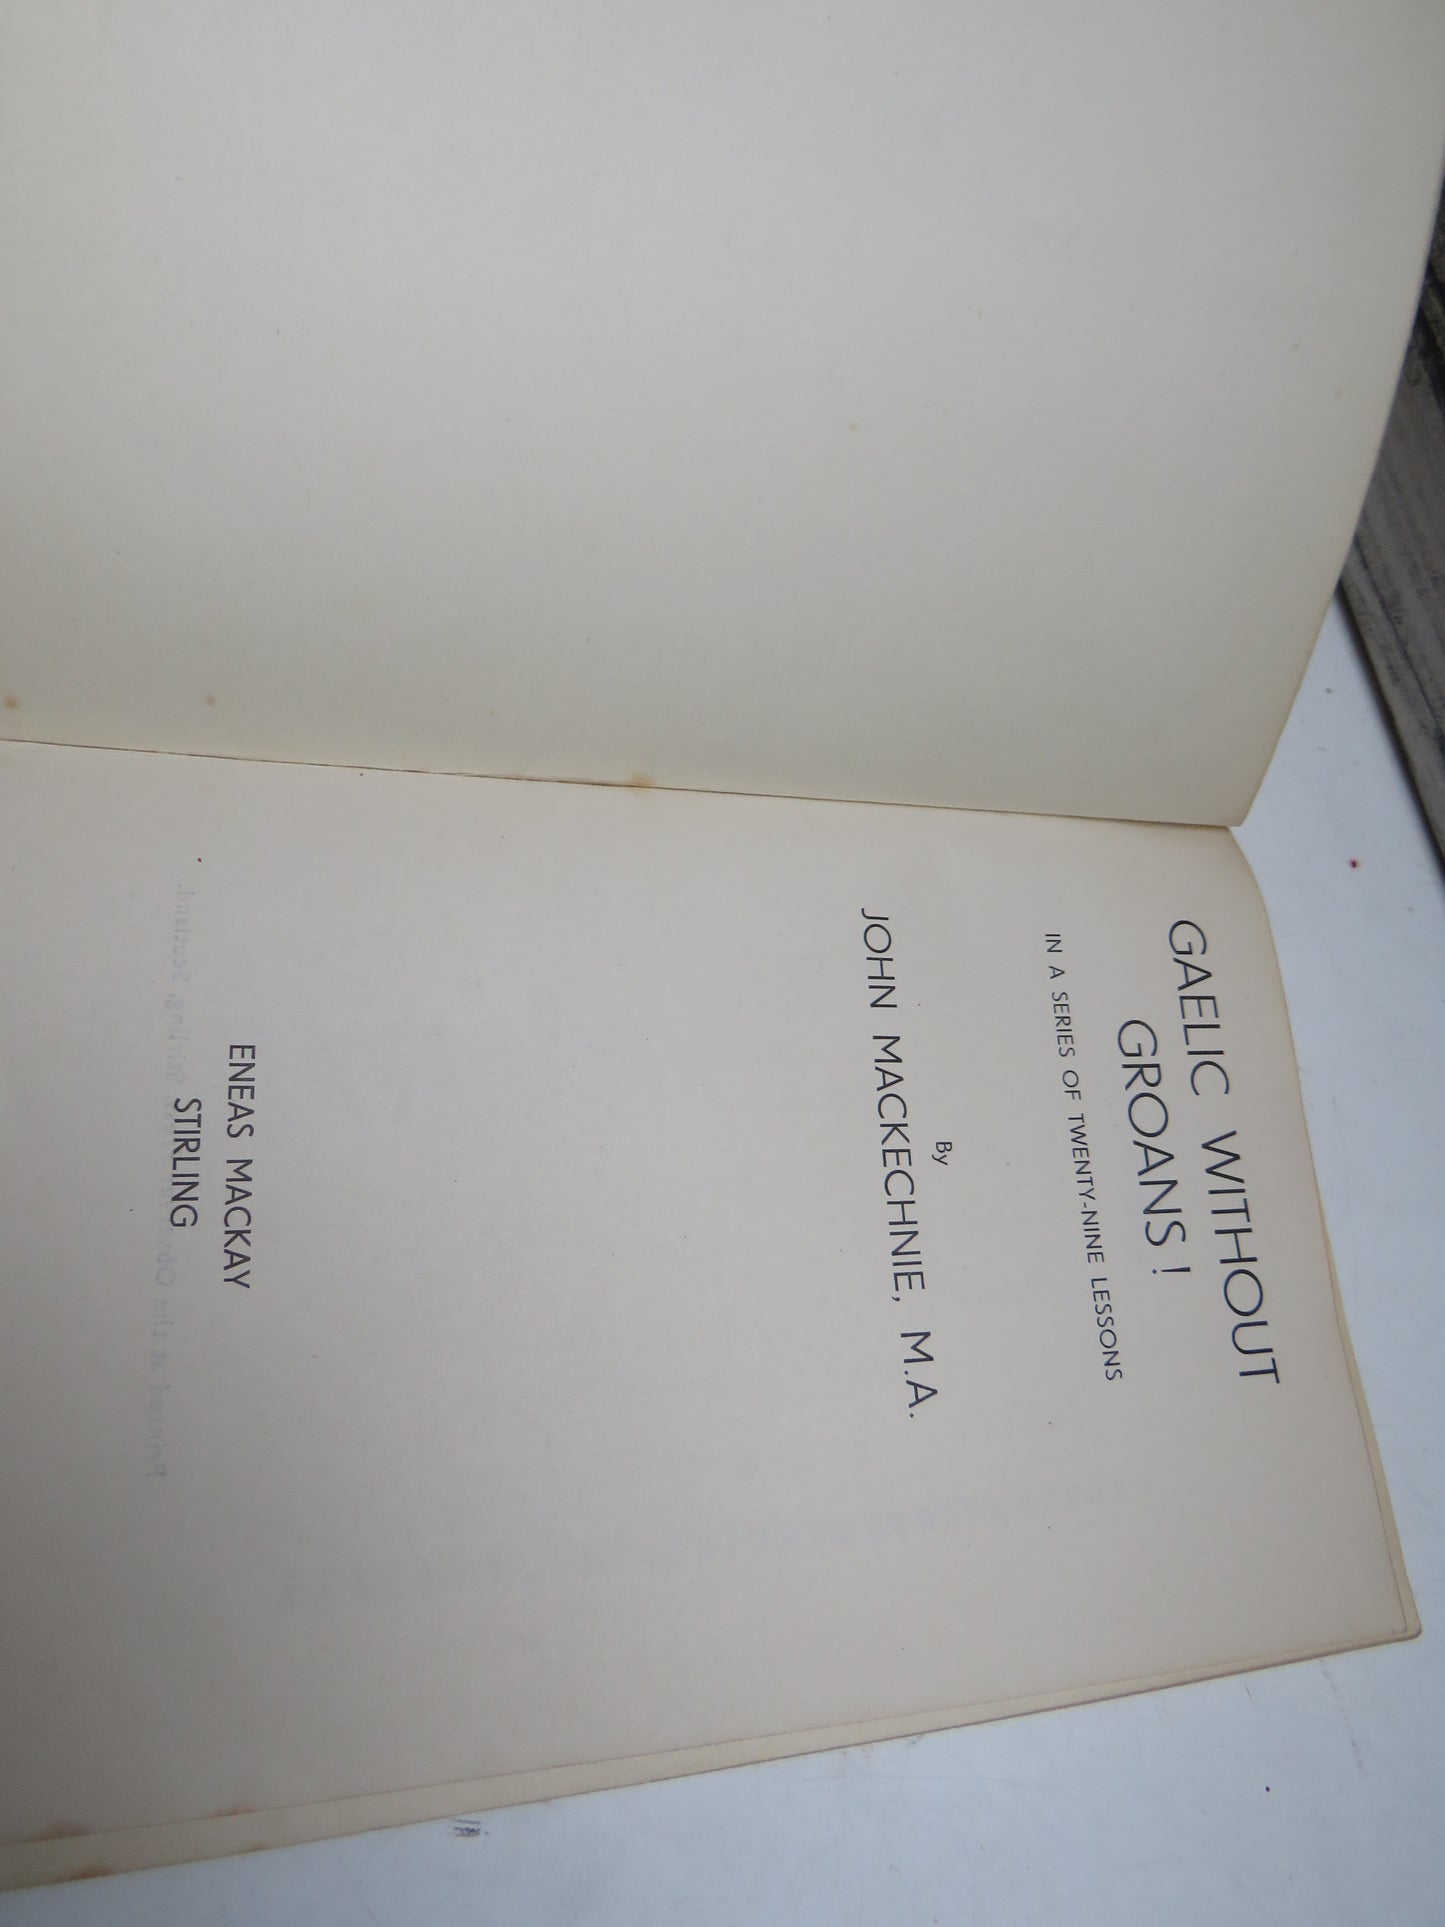 GAELIC WITHOUT
GROANS !
IN A SERIES OF TWENTY-NINE LESSONS
By
JOHN MACKECHNIE, M.A.
ENEAS MACKAY
STIRLING